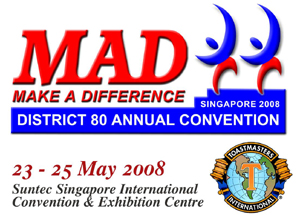 MAD
MAKE A DIFFERENCE
SINGAPORE 2008
DISTRICT 80 ANNUAL CONVENTION
23 - 25 May 2008
Suntec Singapore International
Convention & Exhibition Centre
TOASTMASTERS
T
INTERNATIONAL